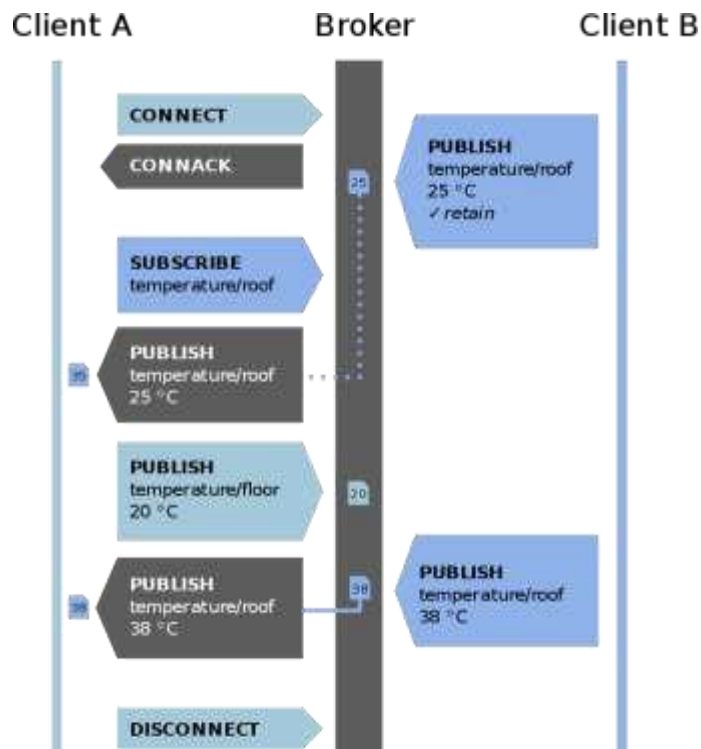 Client A
Broker
Client B
CONNECT
CONNACK
PUBLISH
temperature/roof
25 °C
✓ retain
25
SUBSCRIBE
temperature/roof
PUBLISH
temperature/roof
25 °C
PUBLISH
temperature/floor
20 °C
20
PUBLISH
temperature/roof
38 °C
38
PUBLISH
temperature/roof
38 °C
38
DISCONNECT